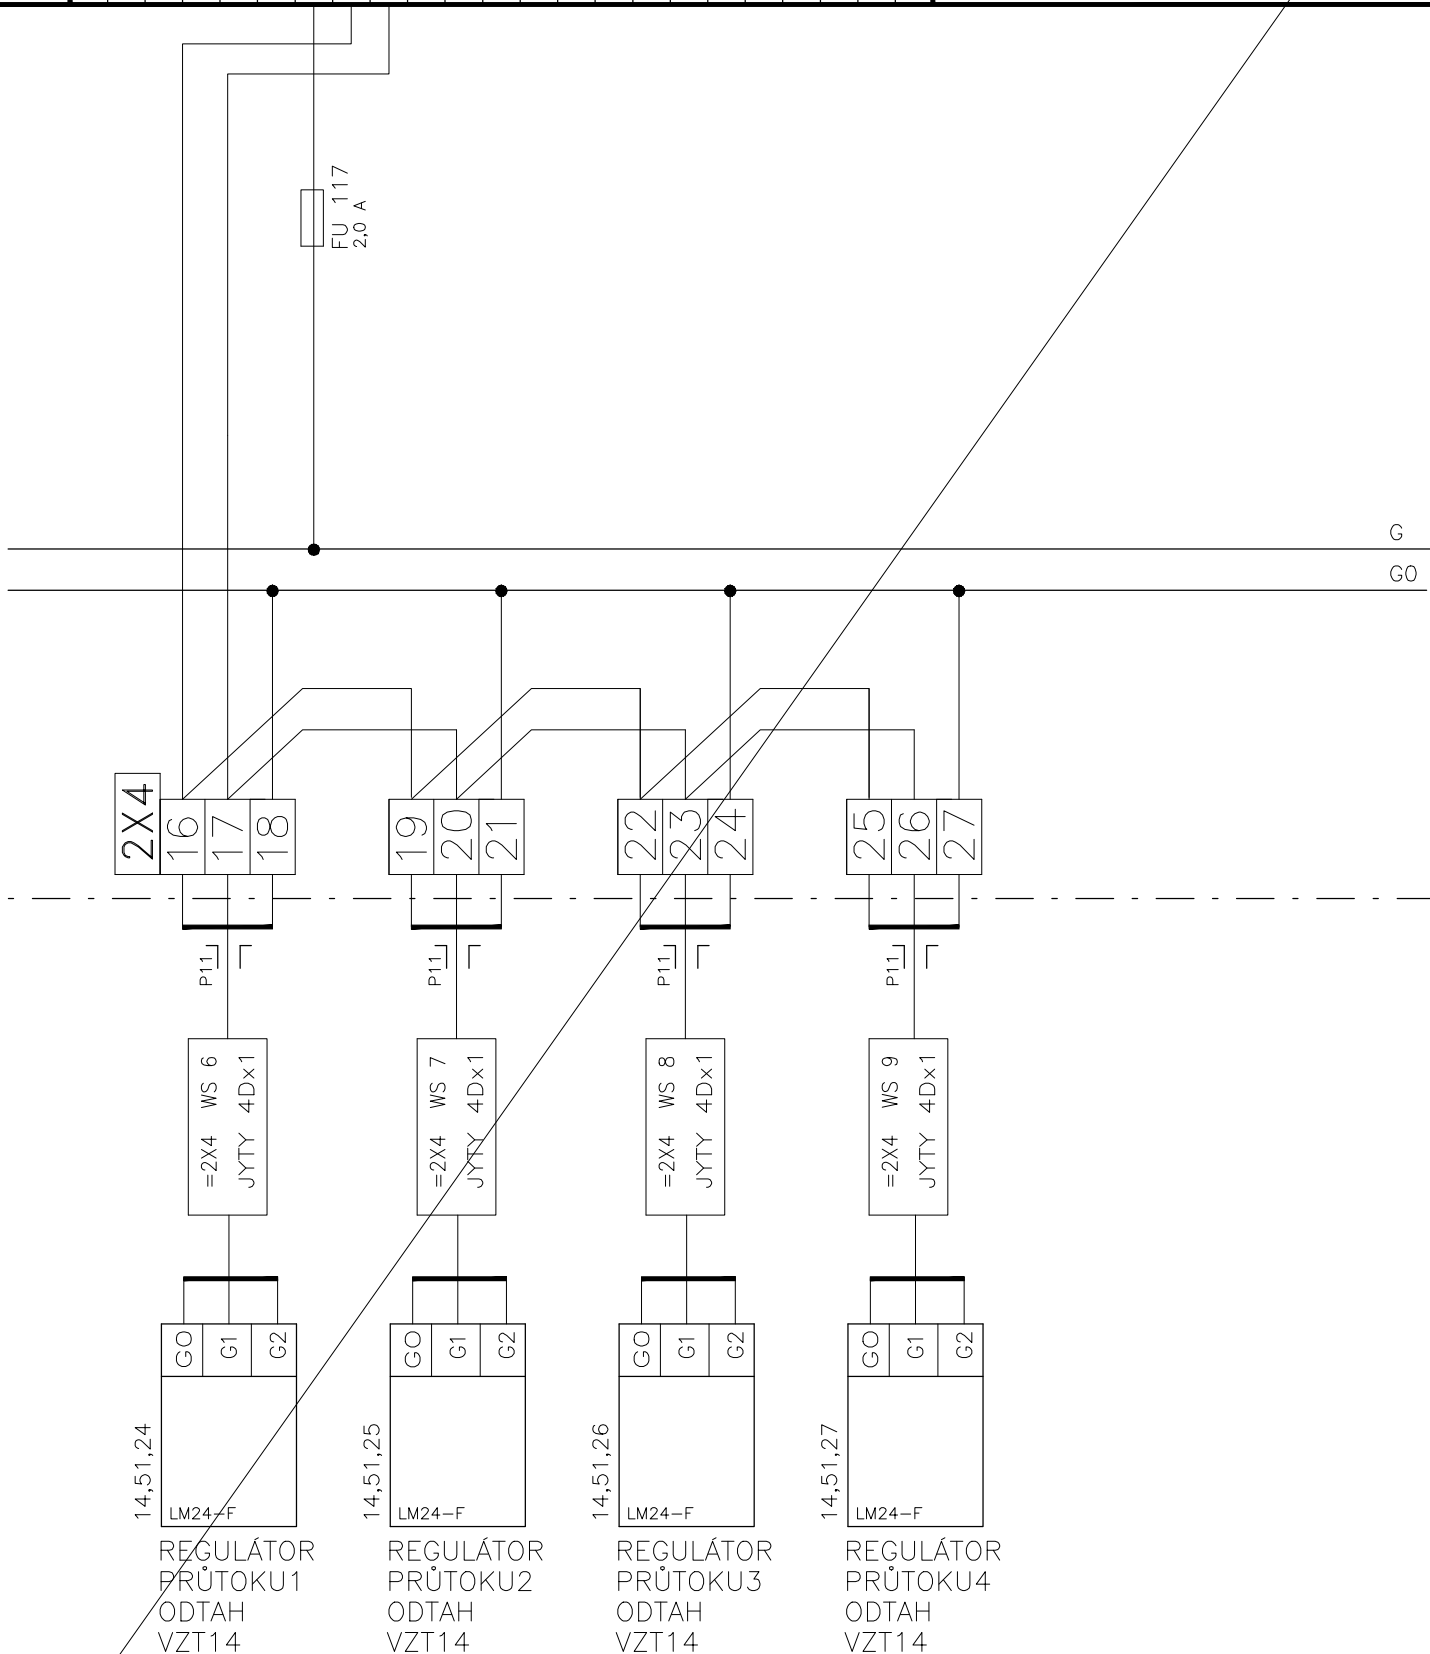 FU 117
2,0 A
G
G0
2X4
16
17
18
19
20
21
22
23
24
25
26
27
P11
P11
P11
P11
=2X4 WS 6
JYTY 4Dx1
=2X4 WS 7
JYTY 4Dx1
=2X4 WS 8
JYTY 4Dx1
=2X4 WS 9
JYTY 4Dx1
GO
G1
G2
GO
G1
G2
GO
G1
G2
GO
G1
G2
14,51,24
LM24-F
14,51,25
LM24-F
14,51,26
LM24-F
14,51,27
LM24-F
REGULÁTOR
PRŮTOKU1
ODTAH
VZT14
REGULÁTOR
PRŮTOKU2
ODTAH
VZT14
REGULÁTOR
PRŮTOKU3
ODTAH
VZT14
REGULÁTOR
PRŮTOKU4
ODTAH
VZT14